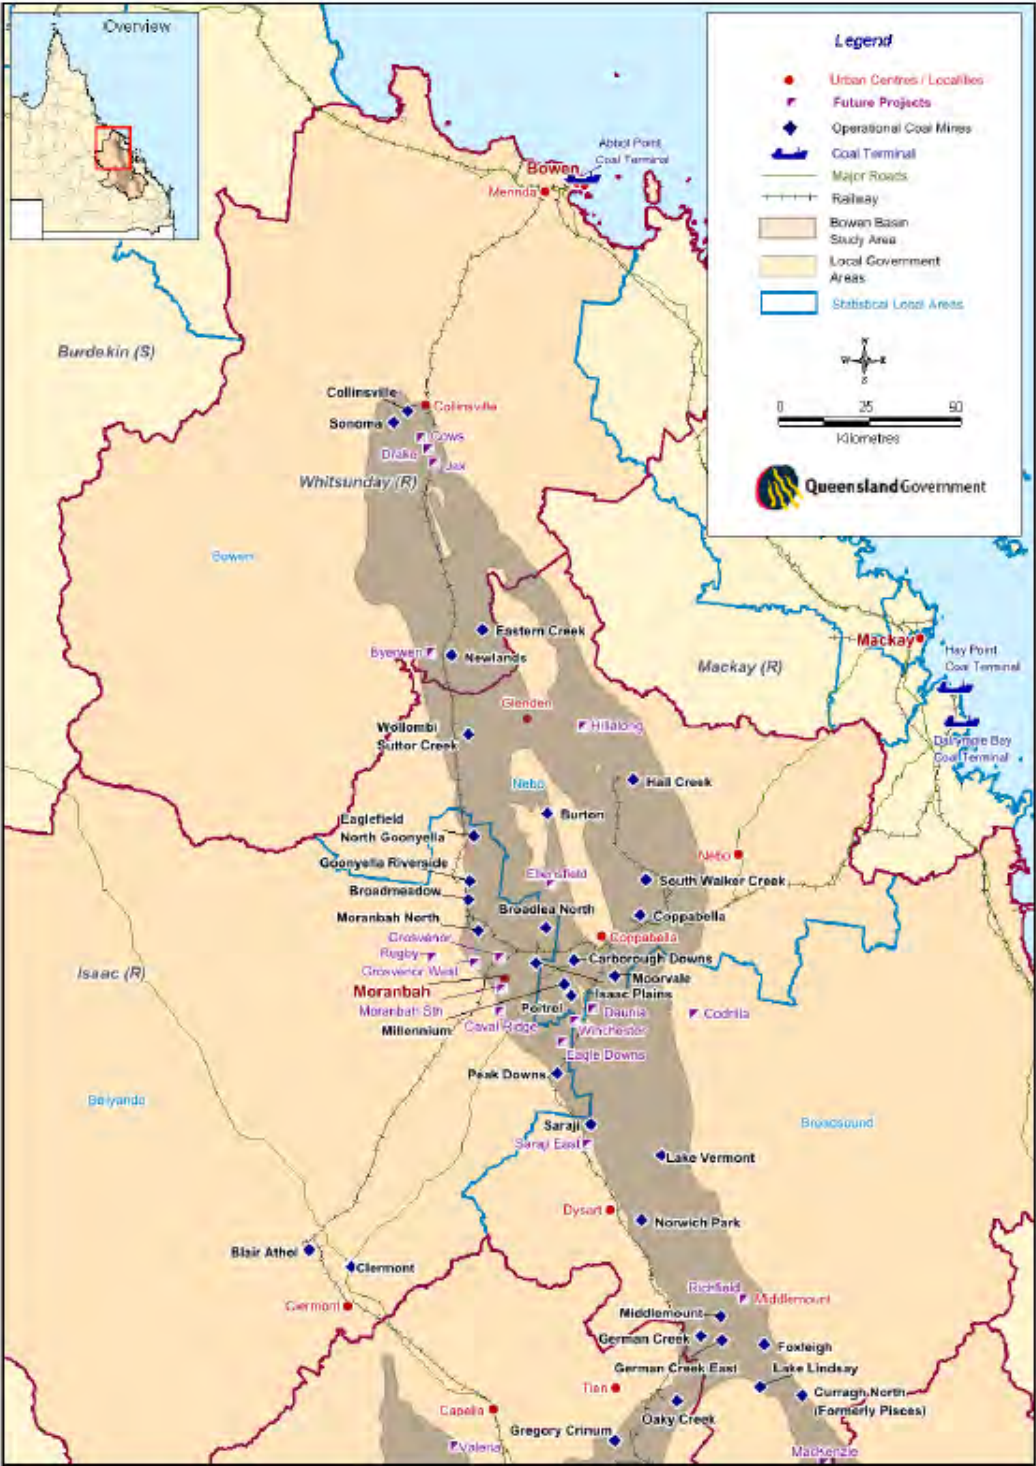 Overview
Legend
Urban Centres / Localities
Future Projects
Operational Coal Mines
Coal Terminal
Major Roads
Railway
Bowen Basin
Study Area
Local Government
Areas
Statistical Local Areas
N
W E
S
0 25 50
Kilometres
Queensland Government
Abbot Point
Coal Terminal
Bowen
Merinda
Burdekin (S)
Collinsville
Collinsville
Sonoma
Cows
Drake
Jax
Whitsunday (R)
Bowen
Eastern Creek
Byerwen
Newlands
Mackay
Hay Point
Coal Terminal
Mackay (R)
Glenden
Hillalong
Wollombi
Suttor Creek
Dalrymple Bay
Coal Terminal
Nebo
Hail Creek
Burton
Eaglefield
North Goonyella
Nebo
Goonyella Riverside
Ellensfield
South Walker Creek
Broadmeadow
Broadlea North
Coppabella
Moranbah North
Grosvenor
Coppabella
Rugby
Carborough Downs
Grosvenor West
Isaac (R)
Moorvale
Moranbah
Isaac Plains
Moranbah Sth
Poitrel
Daunia
Codrilla
Millennium
Caval Ridge
Winchester
Eagle Downs
Peak Downs
Belyando
Broadsound
Saraji
Saraji East
Lake Vermont
Dysart
Norwich Park
Blair Athol
Clermont
Clermont
Richfield
Middlemount
Middlemount
German Creek
Foxleigh
German Creek East
Lake Lindsay
Tieri
Curragh North
(Formerly Pisces)
Capella
Oaky Creek
Gregory Crinum
Valeria
Mackenzie